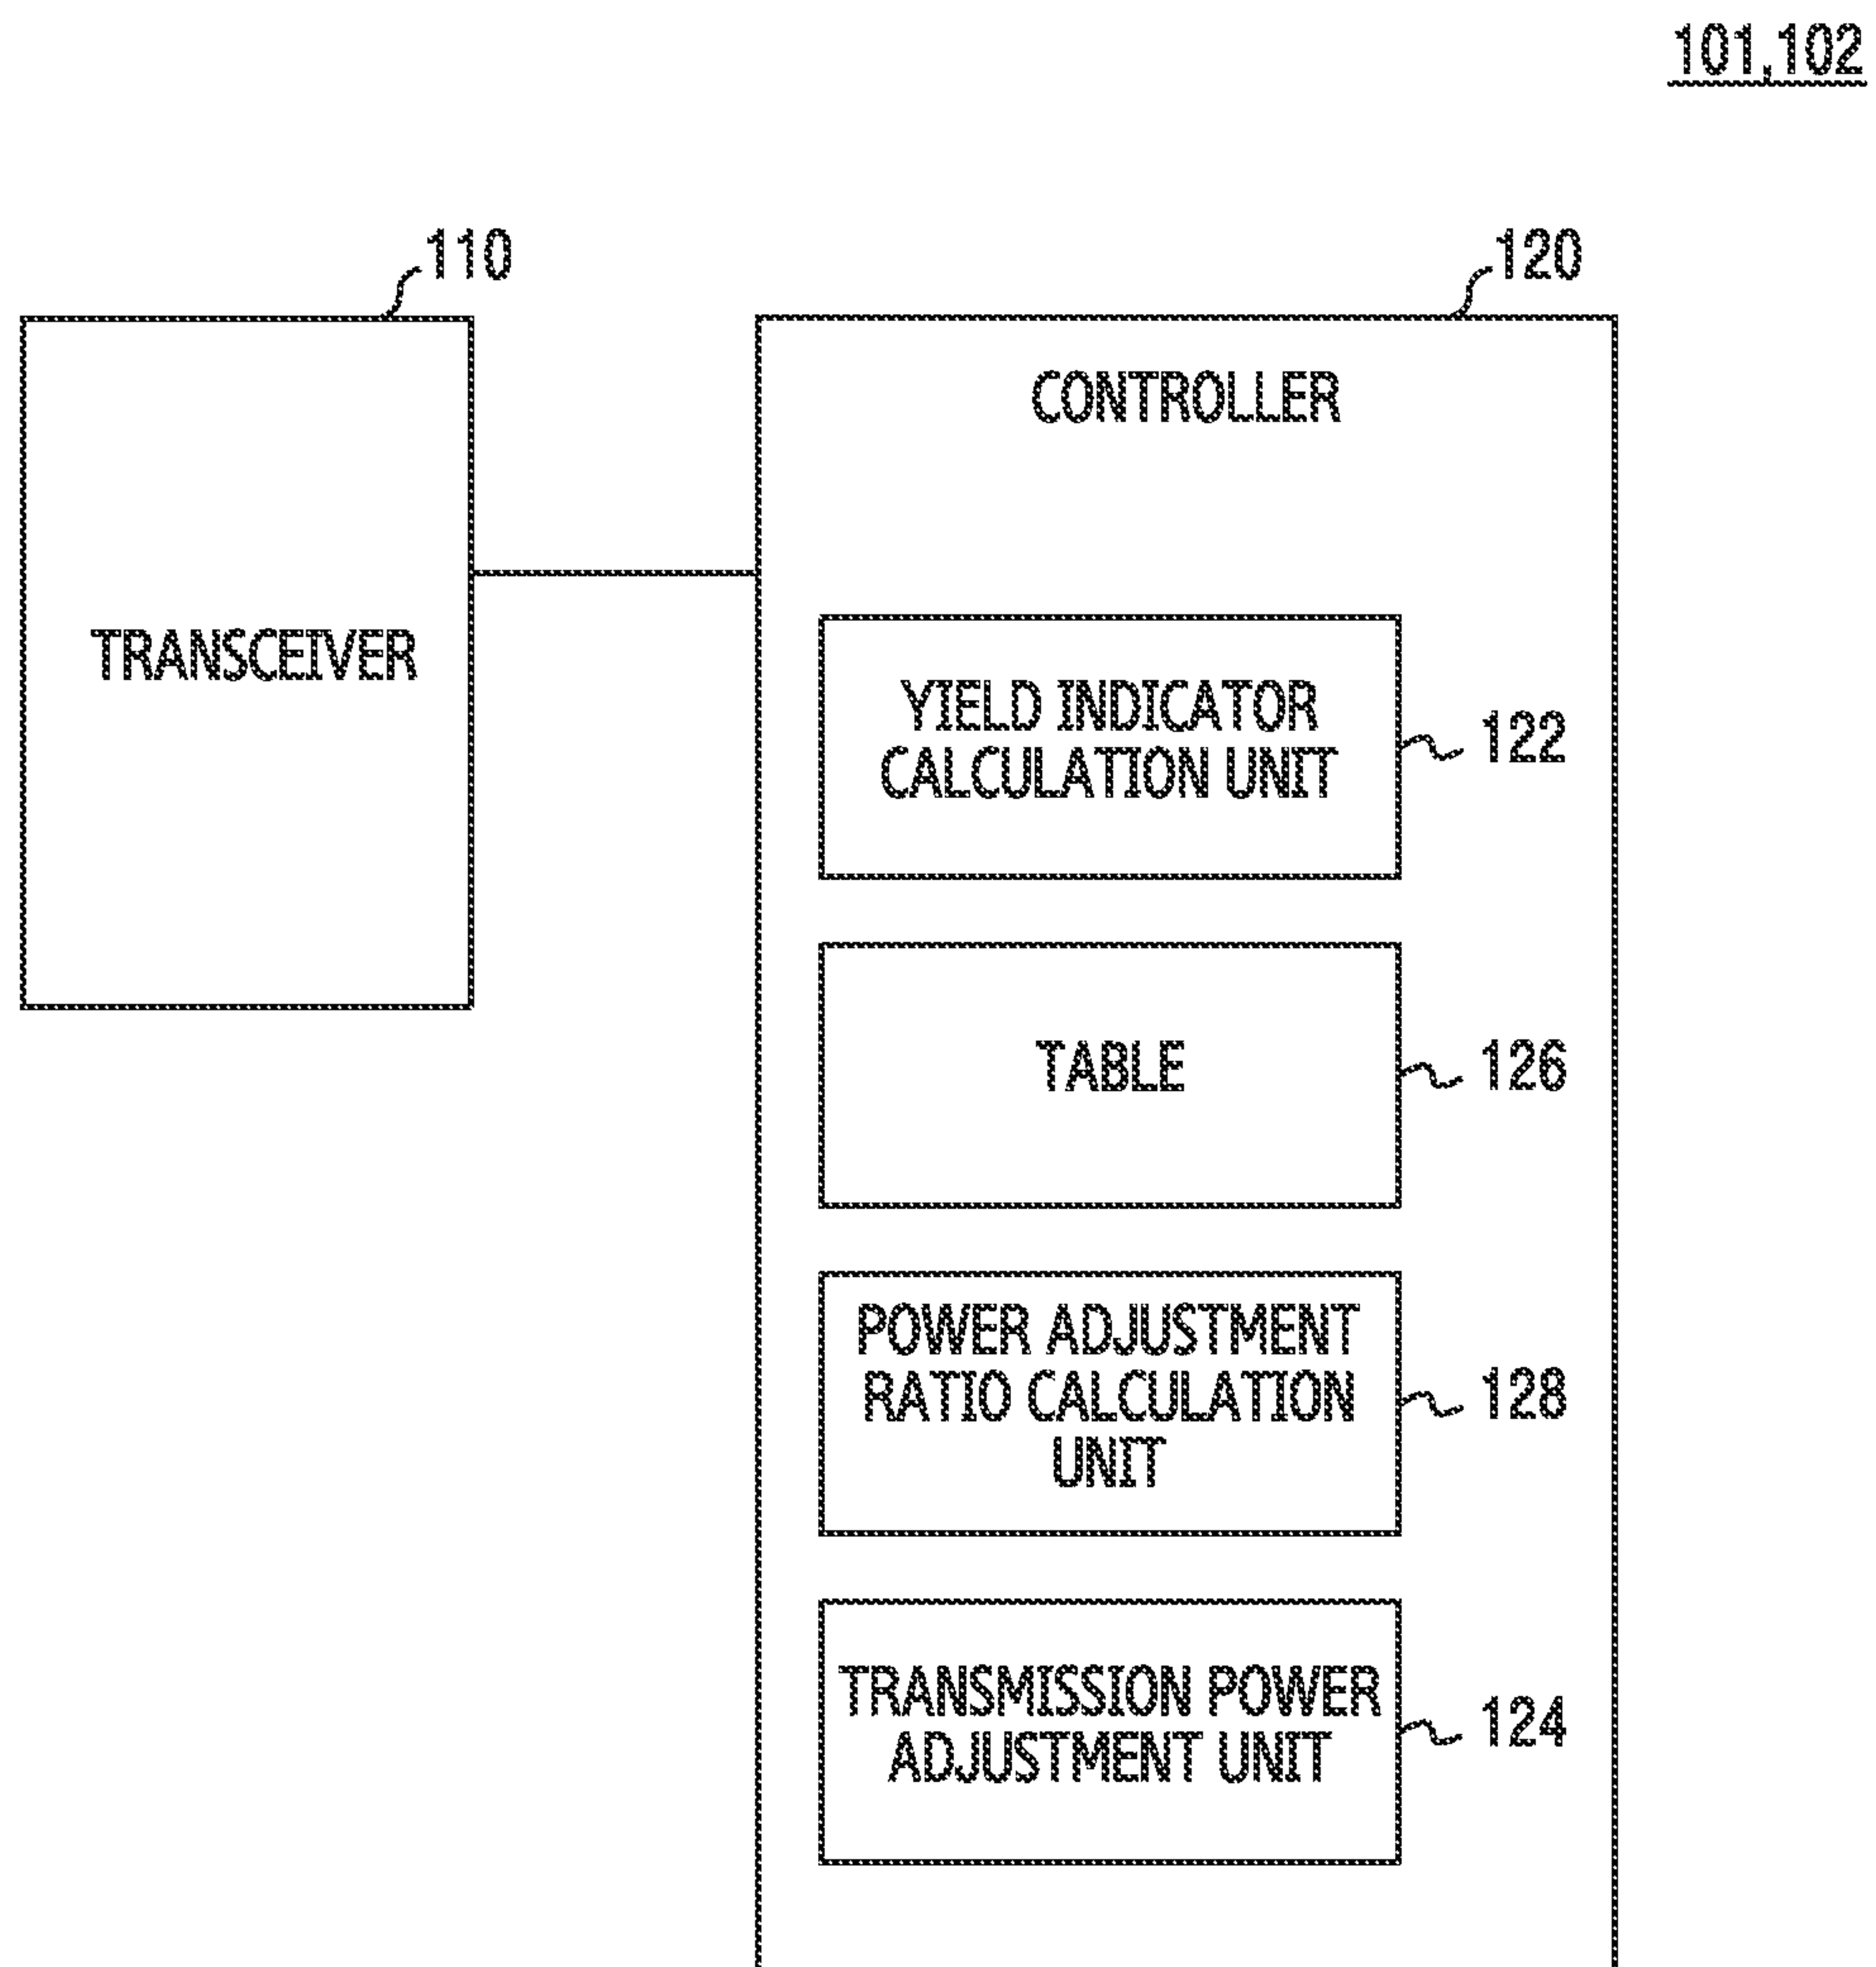 101,102
110
120
CONTROLLER
TRANSCEIVER
YIELD INDICATOR
CALCULATION UNIT
122
TABLE
126
POWER ADJUSTMENT
RATIO CALCULATION
UNIT
128
TRANSMISSION POWER
ADJUSTMENT UNIT
124